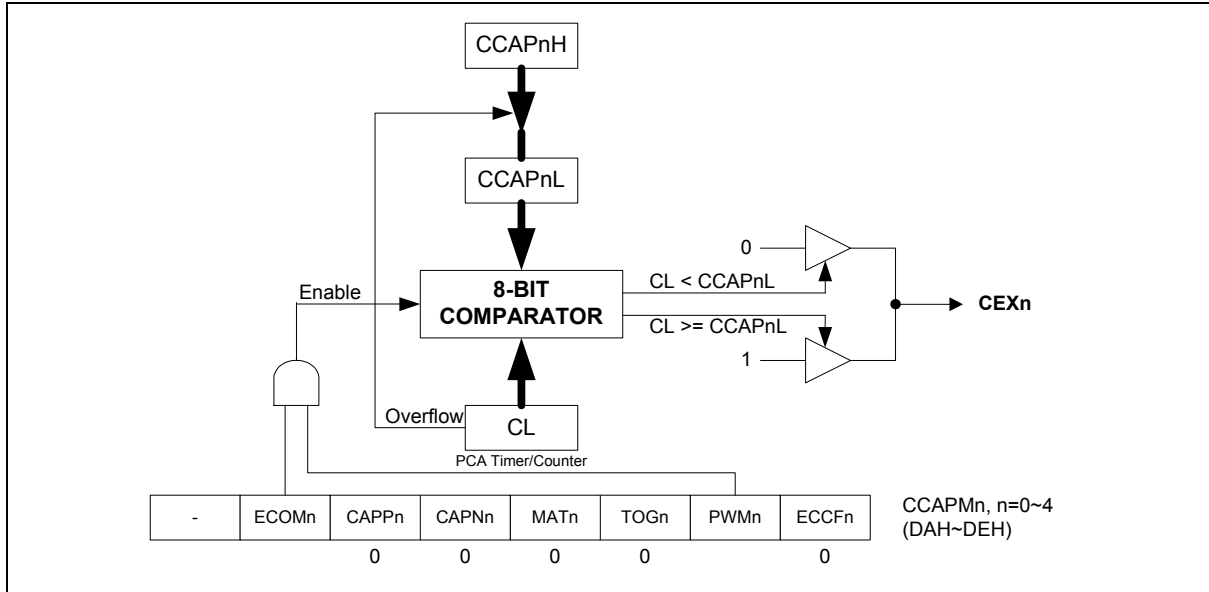 CCAPnH
CCAPnL
0
CL < CCAPnL
Enable
8-BIT
COMPARATOR
CEXn
CL >= CCAPnL
1
Overflow
CL
PCA Timer/Counter
- ECOMn CAPPn CAPNn MATn TOGn PWMn ECCFn
CCAPMn, n=0~4
(DAH~DEH)
0 0 0 0 0